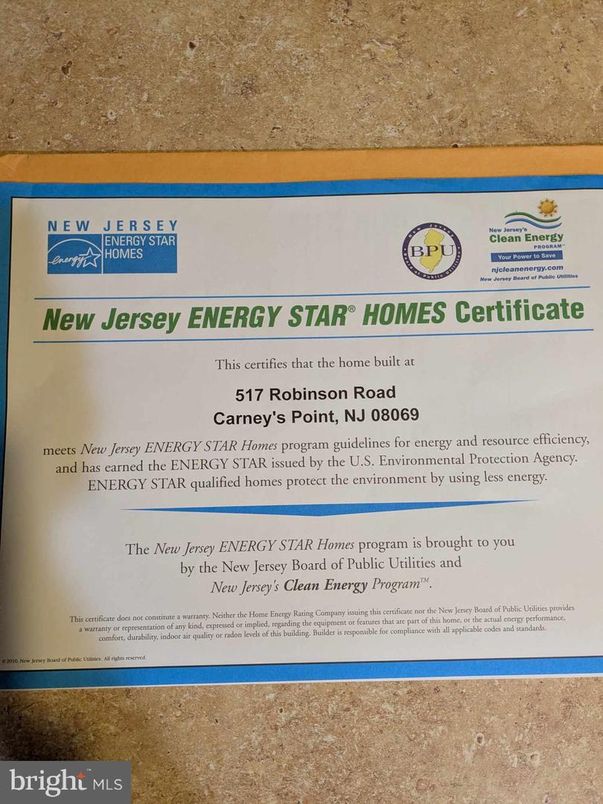 NEW JERSEY
ENERGY STAR
HOMES
energy
BPU
New Jersey's
Clean Energy
PROGRAM™
Your Power to Save
njcleanenergy.com
New Jersey Board of Public Utilities
New Jersey ENERGY STAR® HOMES Certificate
This certifies that the home built at
517 Robinson Road
Carney's Point, NJ 08069
meets New Jersey ENERGY STAR Homes program guidelines for energy and resource efficiency,
and has earned the ENERGY STAR issued by the U.S. Environmental Protection Agency.
ENERGY STAR qualified homes protect the environment by using less energy.
The New Jersey ENERGY STAR Homes program is brought to you
by the New Jersey Board of Public Utilities and
New Jersey's Clean Energy Program™.
This certificate does not constitute a warranty. Neither the Home Energy Rating Company issuing this certificate nor the New Jersey Board of Public Utilities provides
a warranty or representation of any kind, expressed or implied, regarding the equipment or features that are part of this home, or the actual energy performance,
comfort, durability, indoor air quality or radon levels of this building. Builder is responsible for compliance with all applicable codes and standards.
©2010. New Jersey Board of Public Utilities. All rights reserved.
bright MLS